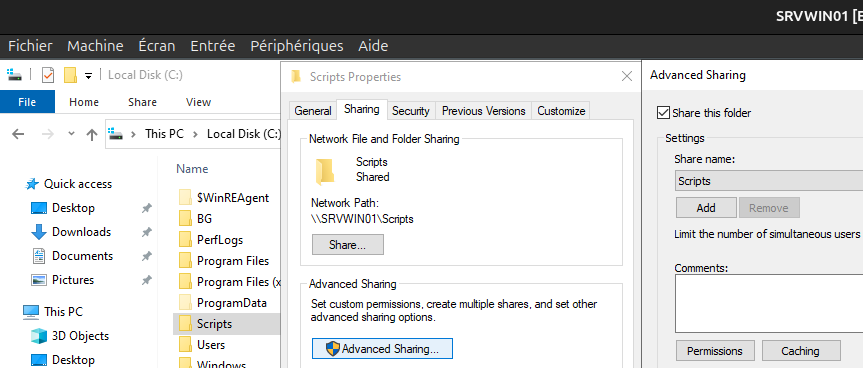 SRVWIN01 [E
Fichier Machine Écran Entrée Périphériques Aide
Local Disk (C:)
File Home Share View
This PC > Local Disk (C:)
Quick access
Desktop
Downloads
Documents
Pictures
This PC
3D Objects
Desktop
Name
$WinREAgent
BG
PerfLogs
Program Files
Program Files (x
ProgramData
Scripts
Users
Windows
Scripts Properties
General Sharing Security Previous Versions Customize
Network File and Folder Sharing
Scripts
Shared
Network Path:
\\SRVWIN01\Scripts
Share...
Advanced Sharing
Set custom permissions, create multiple shares, and set other
advanced sharing options.
Advanced Sharing...
Advanced Sharing
Share this folder
Settings
Share name:
Scripts
Add Remove
Limit the number of simultaneous users
Comments:
Permissions Caching